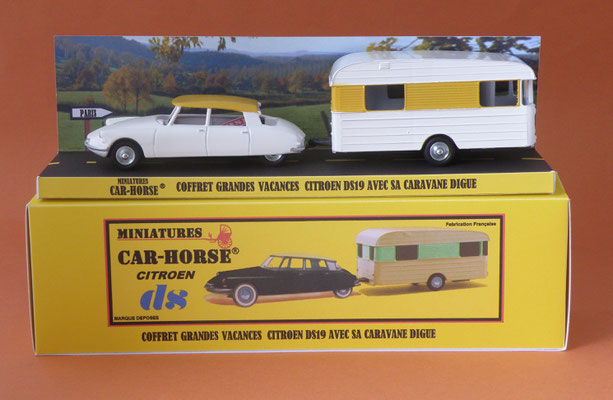 PARIS
MINIATURES
CAR-HORSE® COFFRET GRANDES VACANCES CITROEN DS19 AVEC SA CARAVANE DIGUE
MINIATURES
CAR-HORSE®
CITROEN
ds
MARQUE DEPOSEE
Fabrication Française
COFFRET GRANDES VACANCES CITROEN DS19 AVEC SA CARAVANE DIGUE